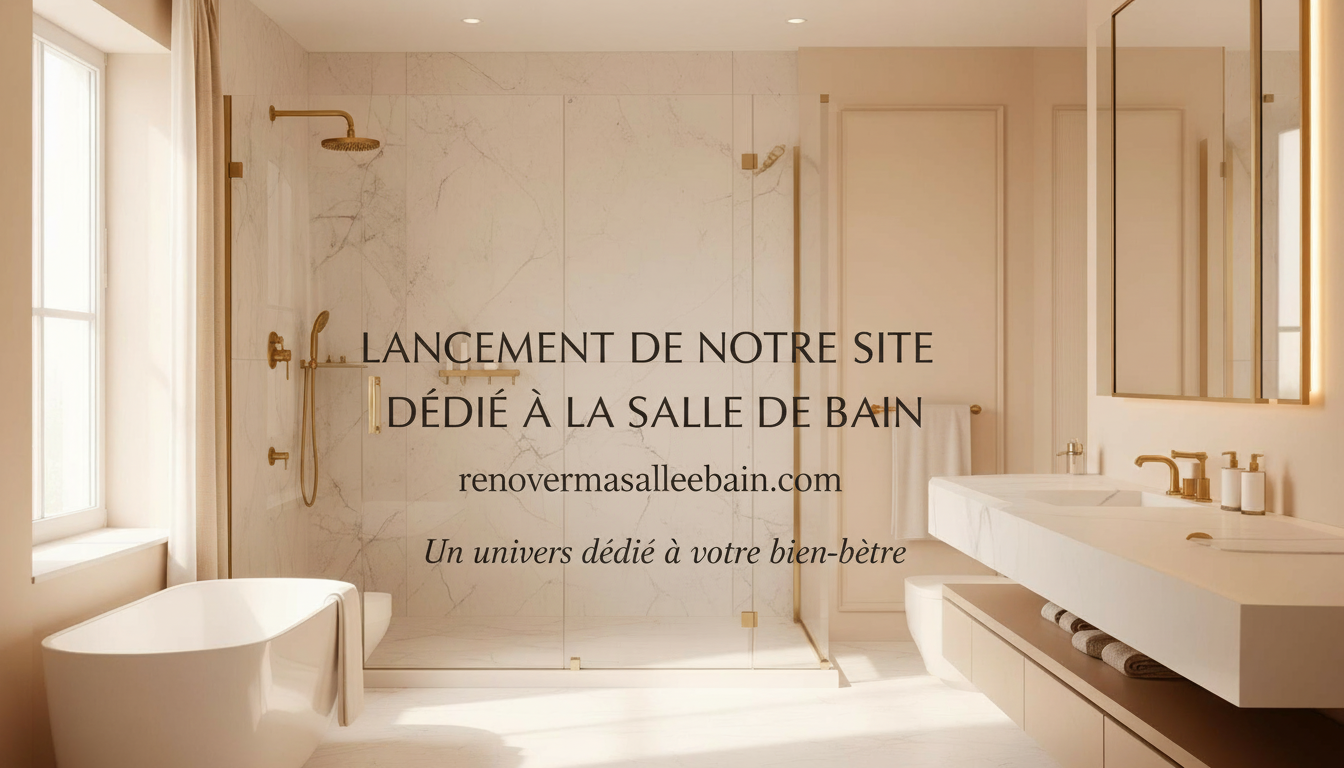 LANCEMENT DE NOTRE SITE
DÉDIÉ À LA SALLE DE BAIN
renovermasalleebain.com
Un univers dédié à votre bien-bètre